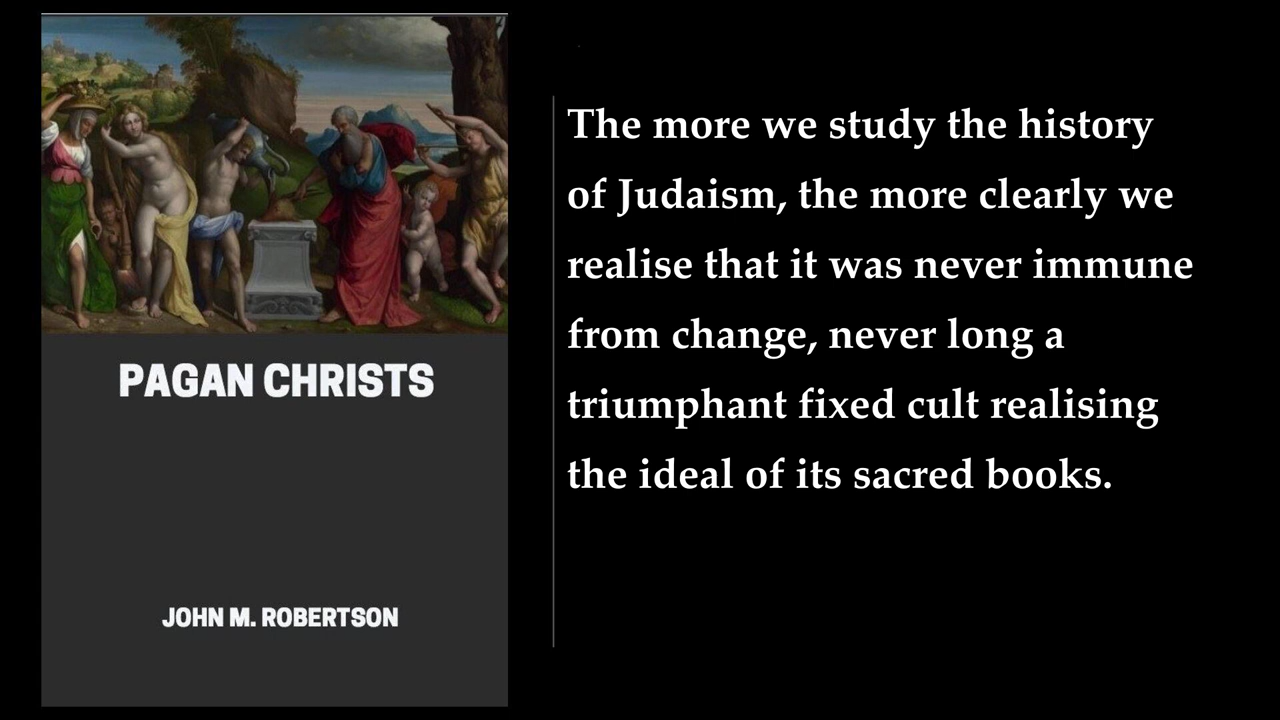 PAGAN CHRISTS
JOHN M. ROBERTSON
The more we study the history
of Judaism, the more clearly we
realise that it was never immune
from change, never long a
triumphant fixed cult realising
the ideal of its sacred books.